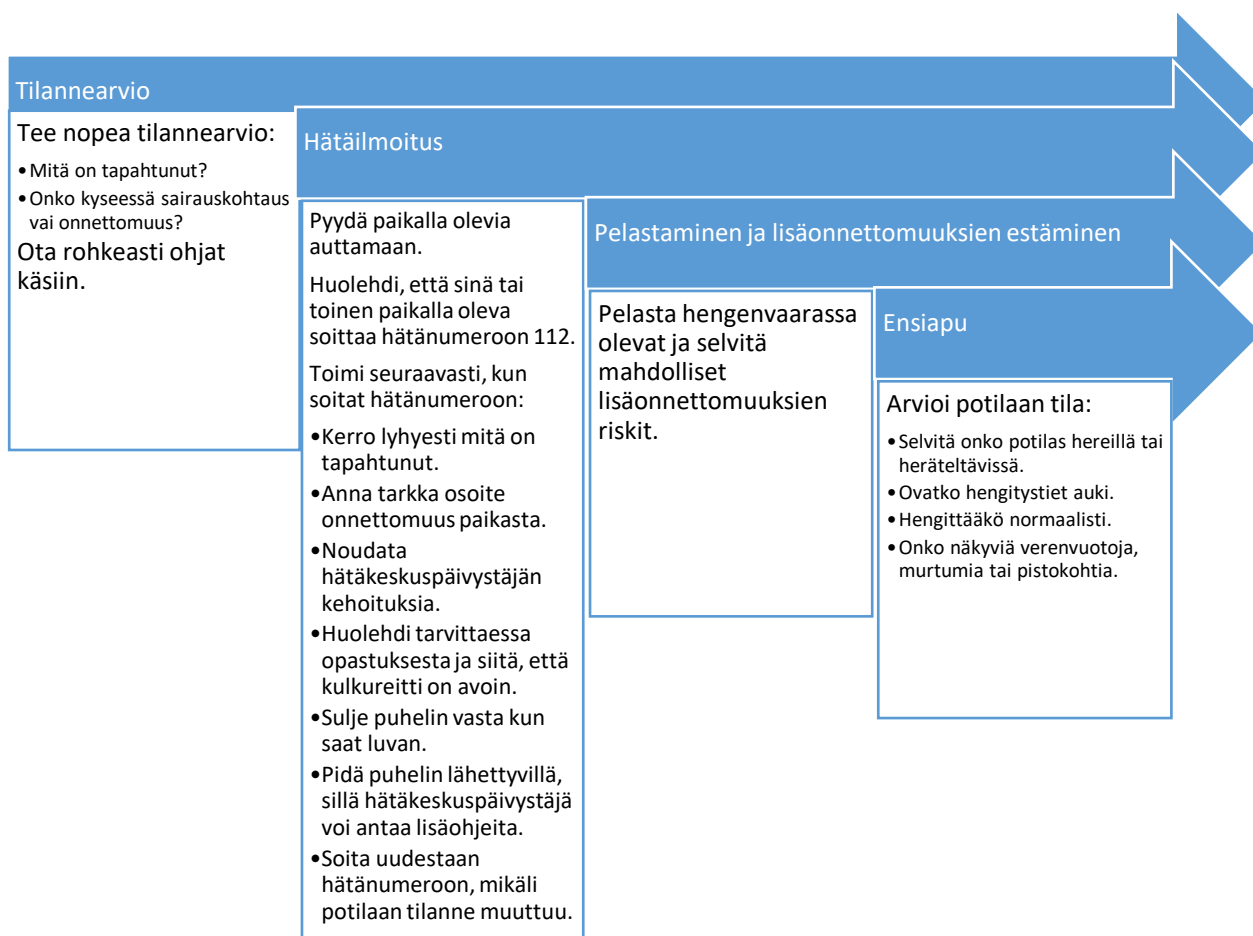 Tilannearvio
Tee nopea tilannearvio:
•Mitä on tapahtunut?
•Onko kyseessä sairauskohtaus
vai onnettomuus?
Ota rohkeasti ohjat
käsiin.
Hätäilmoitus
Pyydä paikalla olevia
auttamaan.
Huolehdi, että sinä tai
toinen paikalla oleva
soittaa hätänumeroon 112.
Toimi seuraavasti, kun
soitat hätänumeroon:
•Kerro lyhyesti mitä on
tapahtunut.
•Anna tarkka osoite
onnettomuus paikasta.
•Noudata
hätäkeskuspäivystäjän
kehoituksia.
•Huolehdi tarvittaessa
opastuksesta ja siitä, että
kulkureitti on avoin.
•Sulje puhelin vasta kun
saat luvan.
•Pidä puhelin lähettyvillä,
sillä hätäkeskuspäivystäjä
voi antaa lisäohjeita.
•Soita uudestaan
hätänumeroon, mikäli
potilaan tilanne muuttuu.
Pelastaminen ja lisäonnettomuuksien estäminen
Pelasta hengenvaarassa
olevat ja selvitä
mahdolliset
lisäonnettomuuksien
riskit.
Ensiapu
Arvioi potilaan tila:
•Selvitä onko potilas hereillä tai
heräteltävissä.
•Ovatko hengitystiet auki.
•Hengittääkö normaalisti.
•Onko näkyviä verenvuotoja,
murtumia tai pistokohtia.